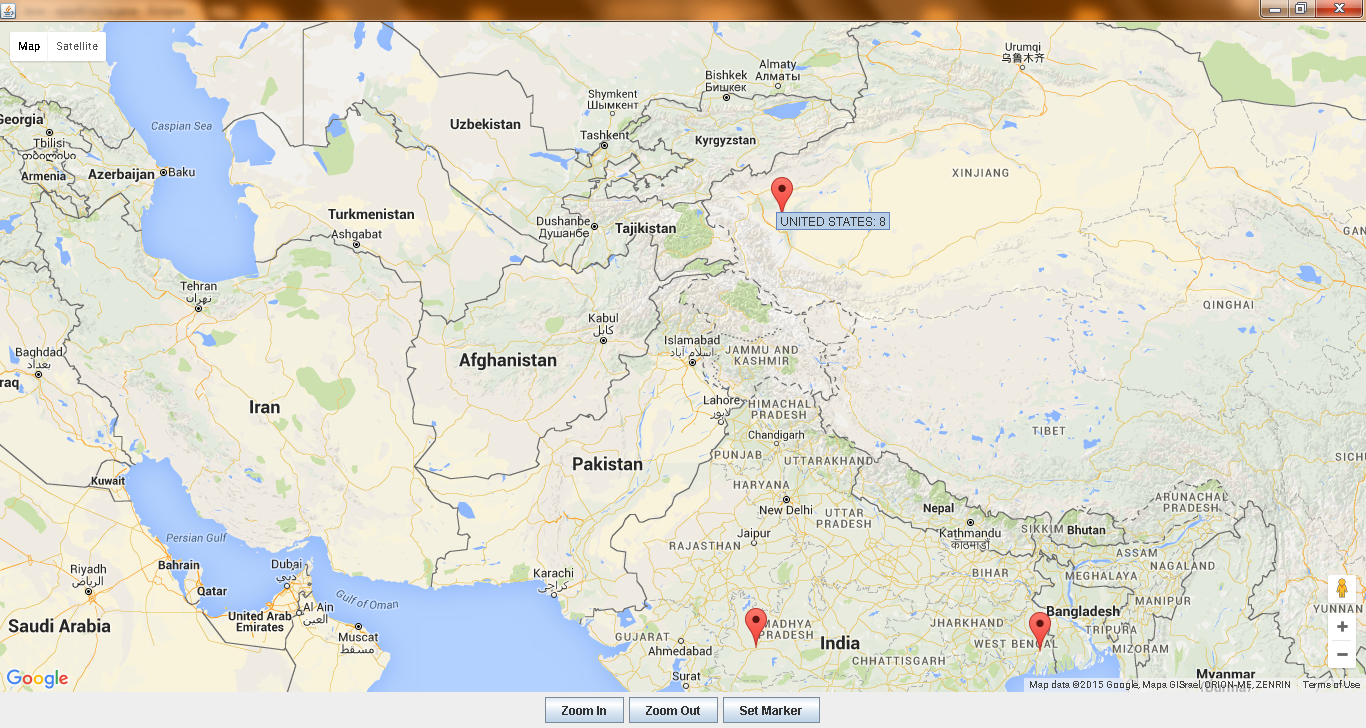 Map Satellite
Urumqi
乌鲁木齐
Almaty
Алматы
Bishkek
Бишкек
Shymkent
Шымкент
Georgia
Uzbekistan
Caspian Sea
Tashkent
Kyrgyzstan
Tbilisi
თბილისი
XINJIANG
Armenia
Azerbaijan
Baku
Turkmenistan
Ashgabat
Dushanbe
Душанбе
Tajikistan
UNITED STATES: 8
GAN
Tehran
تهران
QINGHAI
Kabul
کابل
Islamabad
اسلام آباد
Baghdad
بغداد
JAMMU AND
KASHMIR
Afghanistan
raq
Iran
Lahore
لاہور
HIMACHAL
PRADESH
TIBET
Chandigarh
PUNJAB
UTTARAKHAND
SICHU
Pakistan
Kuwait
HARYANA
New Delhi
ARUNACHAL
PRADESH
Nepal
UTTAR
PRADESH
Kathmandu
काठमाडौं
SIKKIM
Bhutan
Jaipur
RAJASTHAN
Persian Gulf
ASSAM
NAGALAND
Bahrain
Dubai
دبي
Karachi
کراچی
BIHAR
MEGHALAYA
Riyadh
الرياض
Qatar
Gulf of Oman
MANIPUR
Al Ain
العين
United Arab
Emirates
Bangladesh
YUNNAN
Saudi Arabia
Muscat
مسقط
MADHYA
PRADESH
JHARKHAND
TRIPURA
GUJARAT
Ahmedabad
India
WEST BENGAL
MIZORAM
CHHATTISGARH
Surat
Myanmar
Google
Map data ©2015 Google, Mapa GISrael, ORION-ME, ZENRIN Terms of Use
Zoom In Zoom Out Set Marker